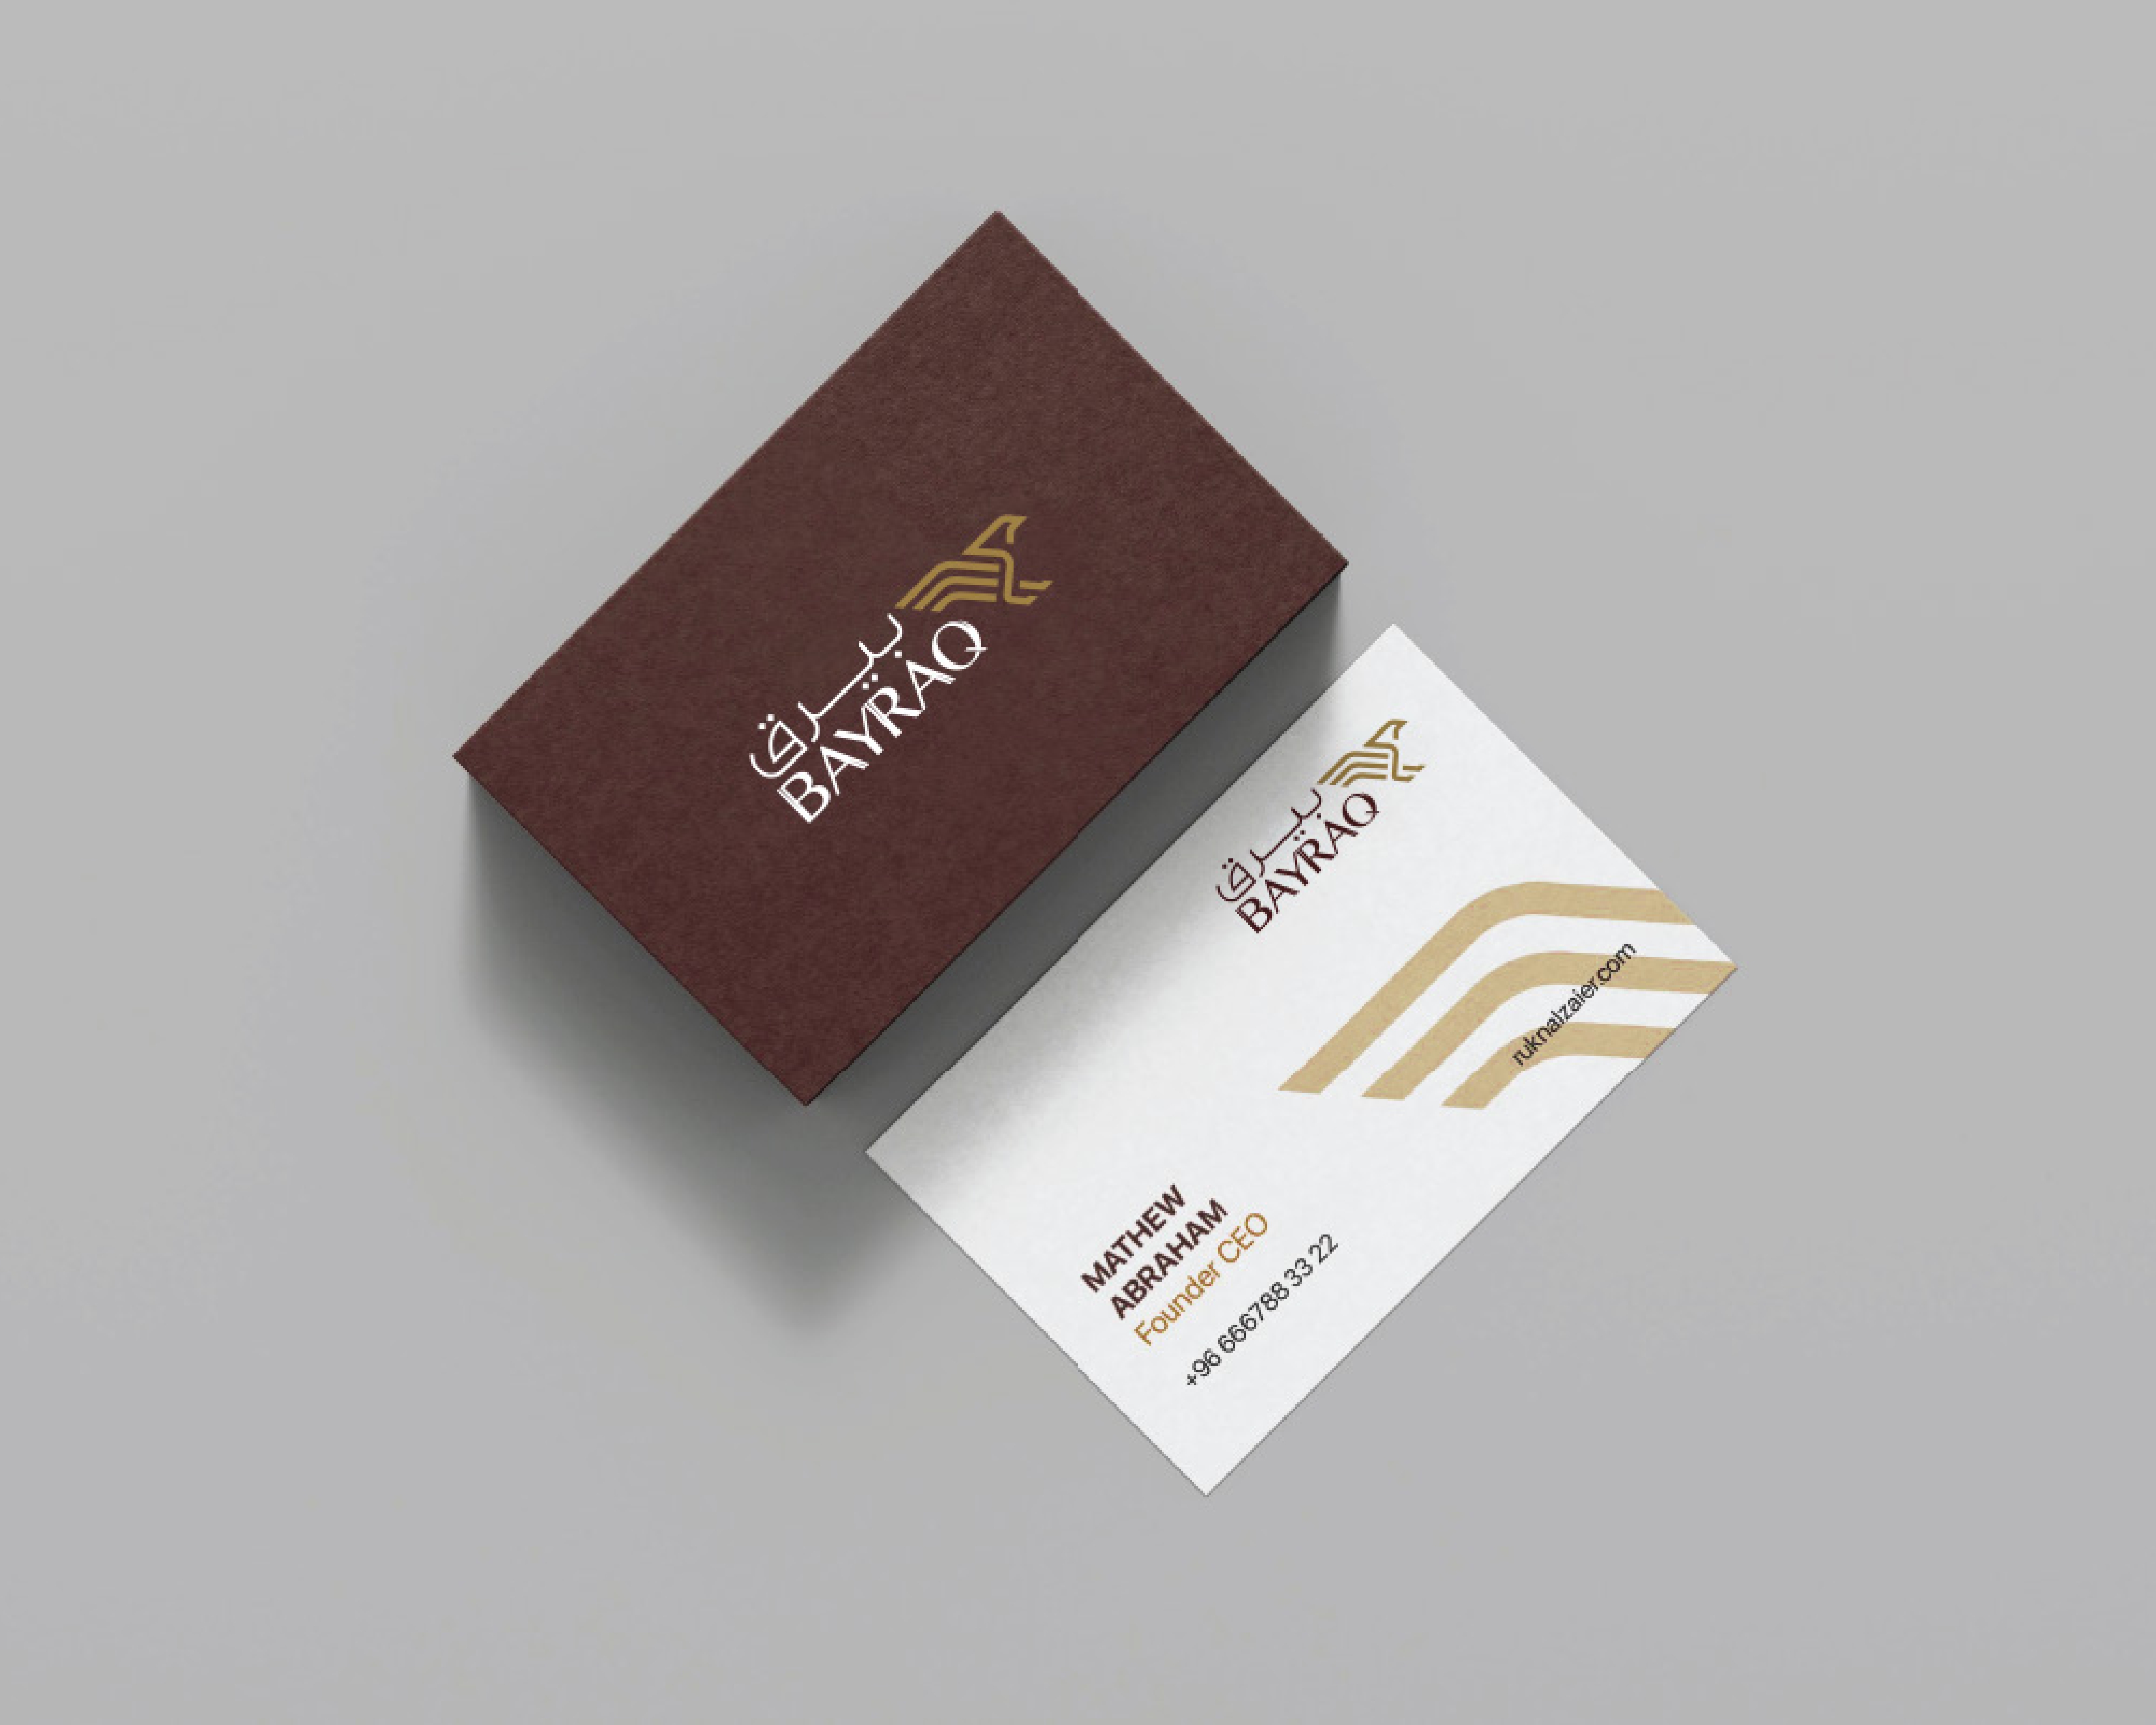 بيرق
BAYRAQ
بيرق
BAYRAQ
ruknalzaier.com
MATHEW
ABRAHAM
Founder CEO
+96 666788 33 22